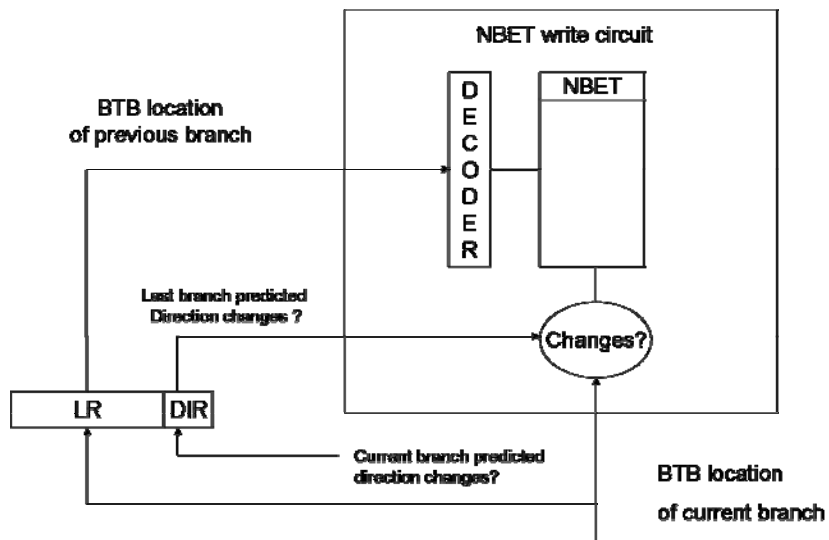 NBET write circuit
D
E
C
O
D
E
R
NBET
BTB location
of previous branch
Last branch predicted
Direction changes ?
Changes?
LR
DIR
Current branch predicted
direction changes?
BTB location
of current branch